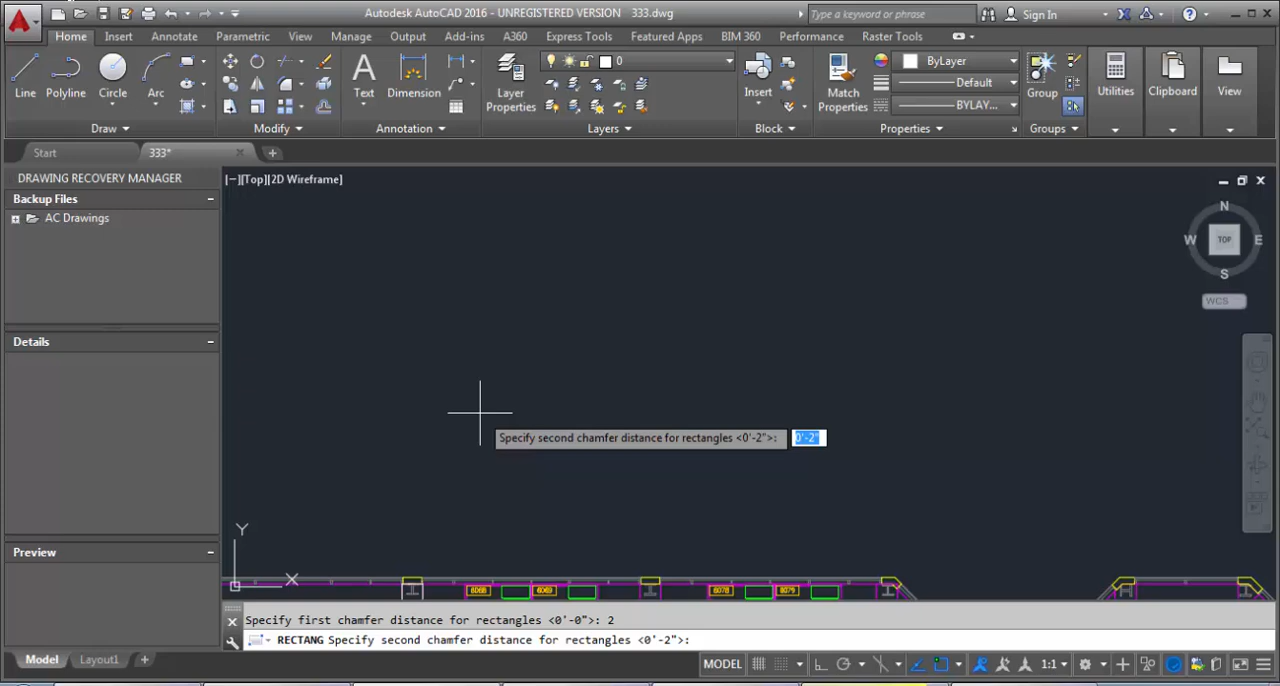 Autodesk AutoCAD 2016 - UNREGISTERED VERSION 333.dwg
Type a keyword or phrase
Sign In
Home Insert Annotate Parametric View Manage Output Add-ins A360 Express Tools Featured Apps BIM 360 Performance Raster Tools
Line Polyline Circle Arc
Text Dimension
Layer Properties
0
Insert
Match Properties
ByLayer
Default
BYLAY...
Group
Utilities
Clipboard
View
Draw Modify Annotation Layers Block Properties Groups
Start 333*
DRAWING RECOVERY MANAGER
[−][Top][2D Wireframe]
Backup Files
AC Drawings
N
W TOP E
S
WCS
Details
Specify second chamfer distance for rectangles <0'-2">: 0'-2"
Y
Preview
X
6068 6069 6078 8079
Specify first chamfer distance for rectangles <0'-0">: 2
RECTANG Specify second chamfer distance for rectangles <0'-2">:
Model Layout1 +
MODEL 1:1